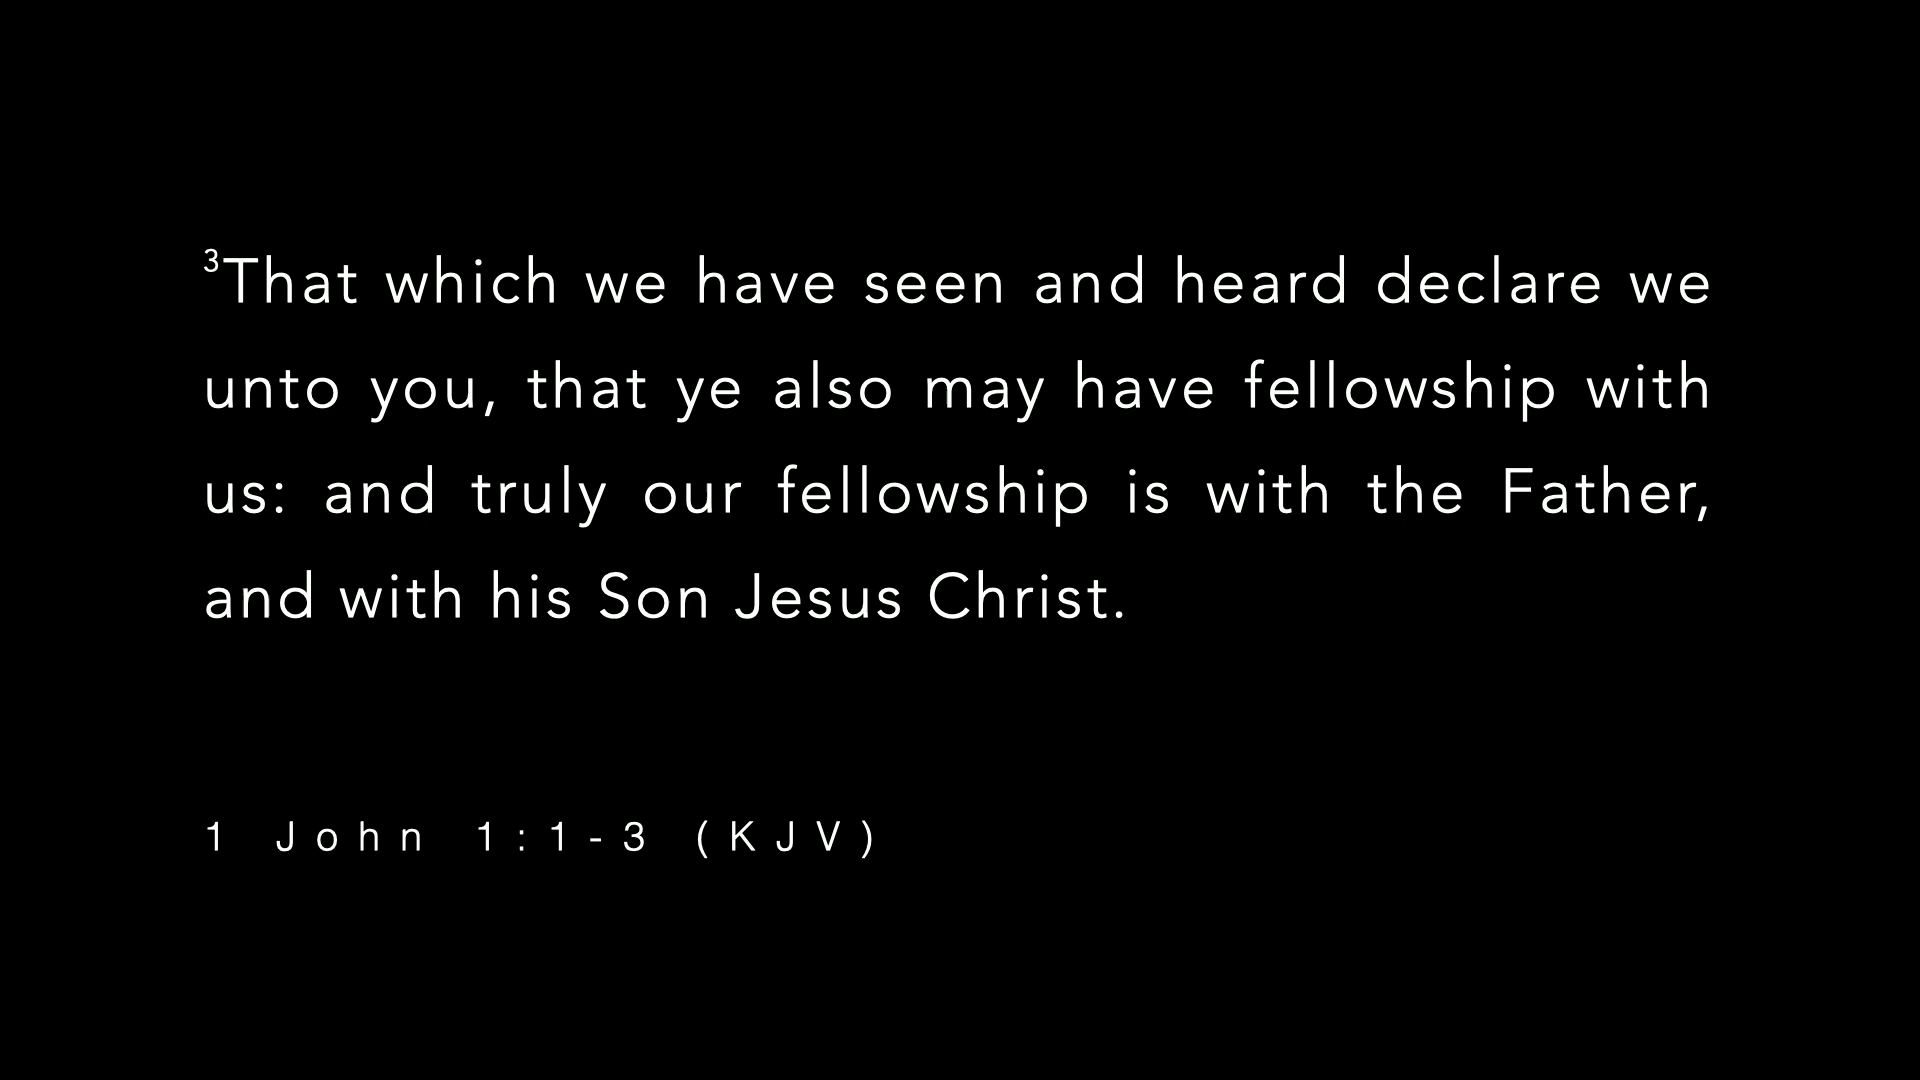 ³That which we have seen and heard declare we
unto you, that ye also may have fellowship with
us: and truly our fellowship is with the Father,
and with his Son Jesus Christ.
1 John 1:1-3 (KJV)